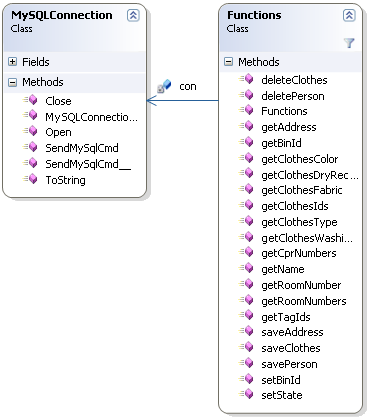 MySQLConnection
Class
Fields
Methods
Close
MySQLConnectio...
Open
SendMySqlCmd
SendMySqlCmd__
ToString
con
Functions
Class
Methods
deleteClothes
deletePerson
Functions
getAddress
getBinId
getClothesColor
getClothesDryRec...
getClothesFabric
getClothesIds
getClothesType
getClothesWashi...
getCprNumbers
getName
getRoomNumber
getRoomNumbers
getTagIds
saveAddress
saveClothes
savePerson
setBinId
setState